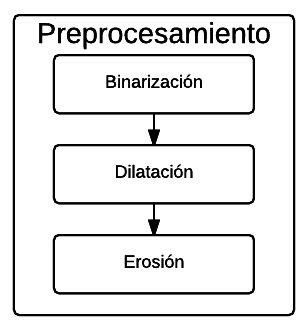 Preprocesamiento
Binarización
Dilatación
Erosión